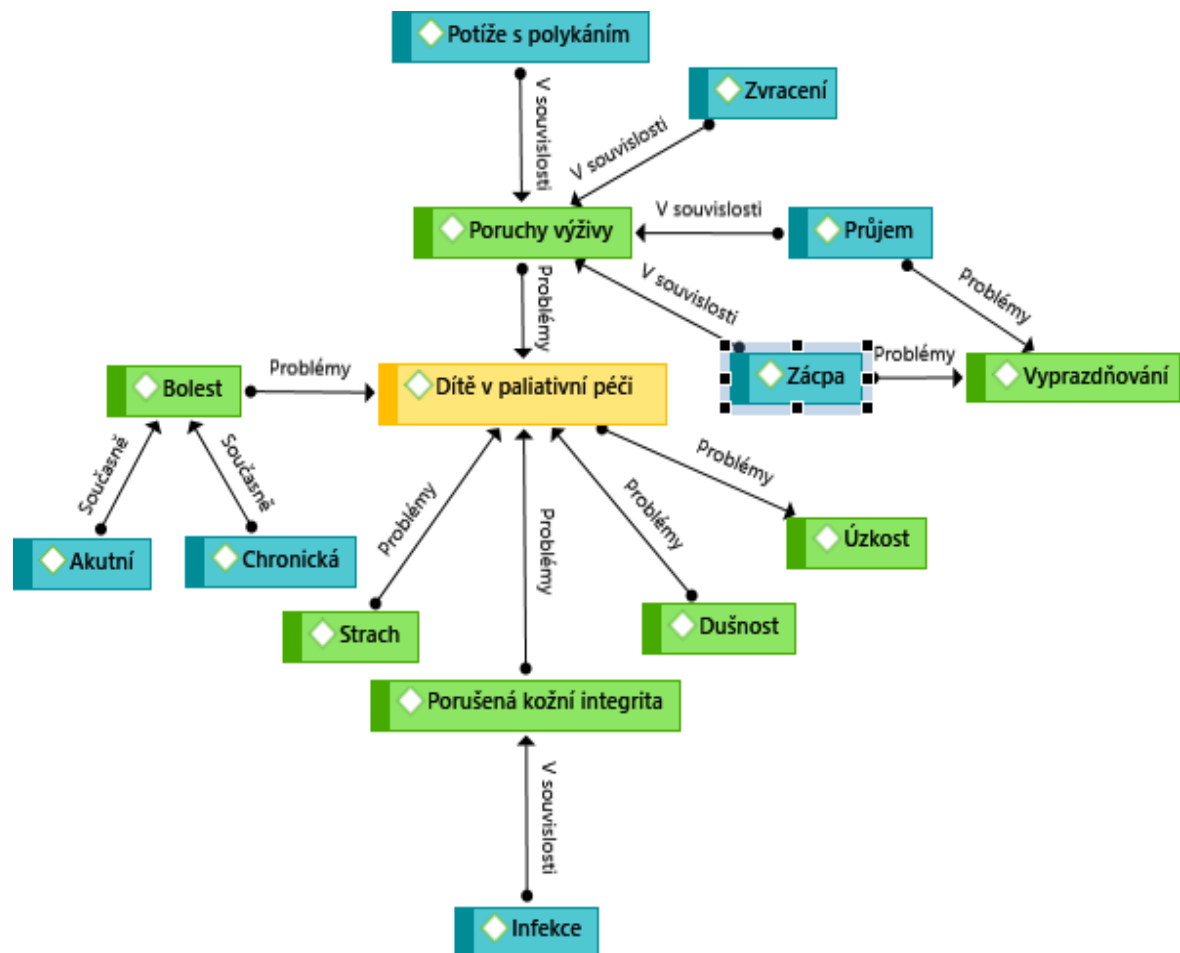 Potíže s polykáním
Zvracení
V souvislosti
V souvislosti
Poruchy výživy
V souvislosti
Průjem
Problémy
V souvislosti
Problémy
Bolest
Problémy
Dítě v paliativní péči
Zácpa
Problémy
Vyprazdňování
Současně
Současně
Problémy
Problémy
Problémy
Problémy
Akutní
Chronická
Úzkost
Strach
Dušnost
Porušená kožní integrita
V souvislosti
Infekce